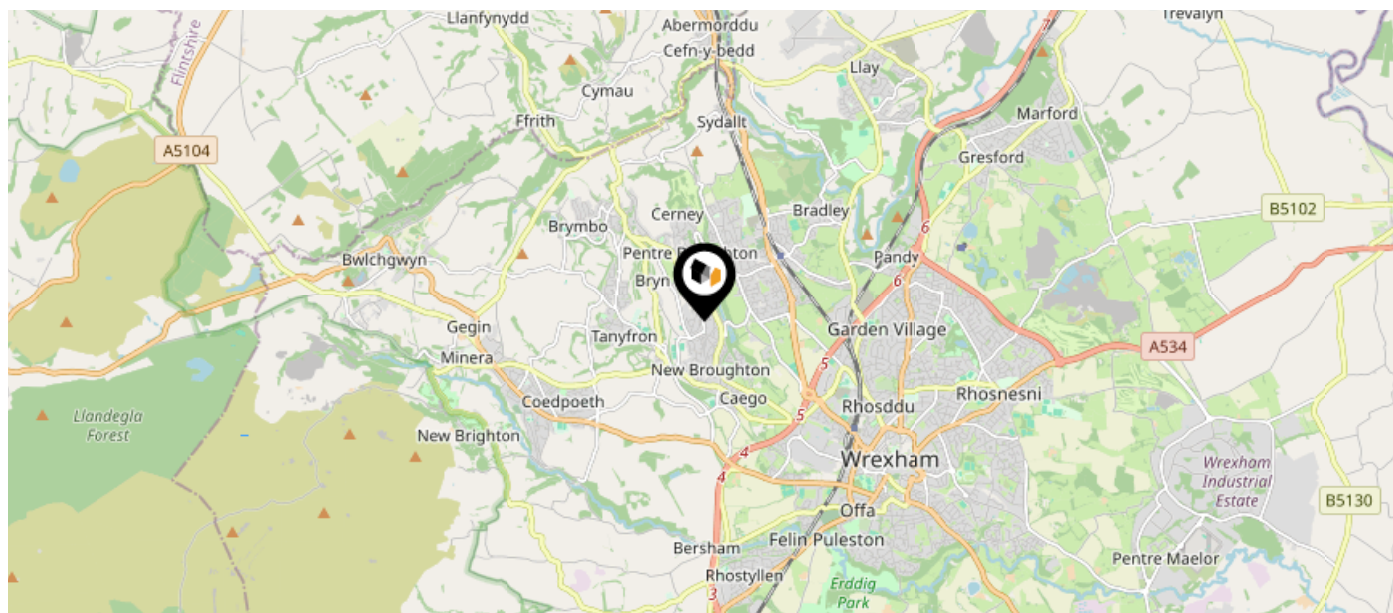 Llanfynydd
Abermorddu
Trevalyn
Cefn-y-bedd
Flintshire
Llay
7
Cymau
Ffrith
Sydallt
Marford
A5104
Gresford
Cerney
Bradley
B5102
Brymbo
6
Pentre B
ghton
Bwlchgwyn
Pandy
Bryn
6
Gegin
Tanyfron
Garden Village
Minera
A534
5
New Broughton
Coedpoeth
Caego
Rhosddu
Rhosnesni
5
Llandegla
Forest
New Brighton
4
Wrexham
Wrexham
Industrial
Estate
4
B5130
Offa
Felin Puleston
Bersham
Pentre Maelor
Rhostyllen
Erddig
Park
3